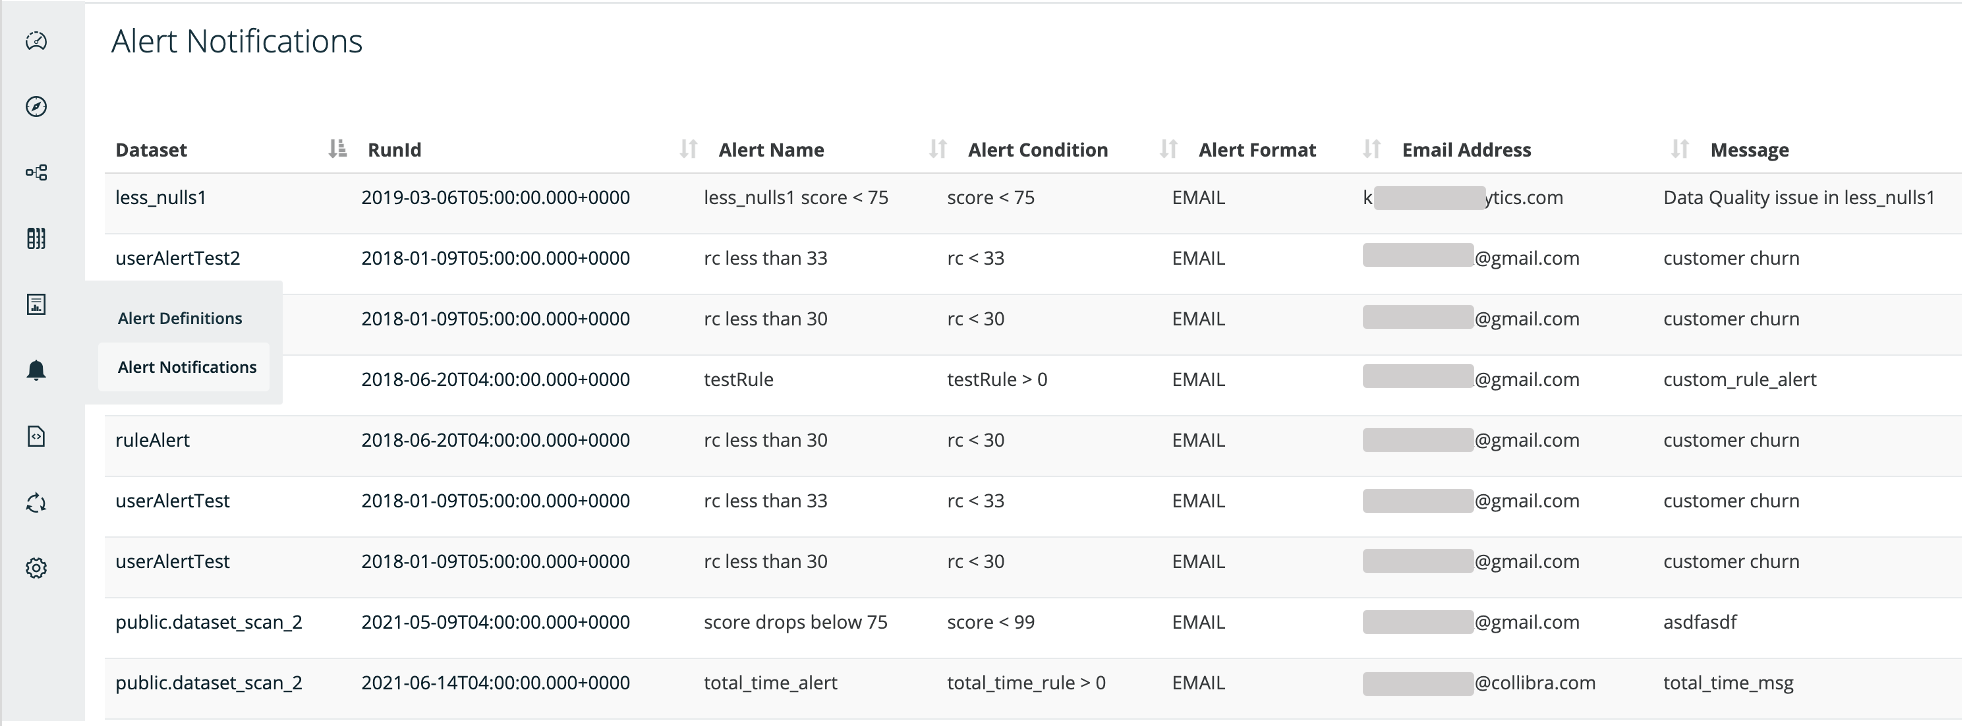 Alert Notifications
Dataset RunId Alert Name Alert Condition Alert Format Email Address Message
less_nulls1 2019-03-06T05:00:00.000+0000 less_nulls1 score < 75 score < 75 EMAIL k ytics.com Data Quality issue in less_nulls1
userAlertTest2 2018-01-09T05:00:00.000+0000 rc less than 33 rc < 33 EMAIL @gmail.com customer churn
Alert Definitions 2018-01-09T05:00:00.000+0000 rc less than 30 rc < 30 EMAIL @gmail.com customer churn
Alert Notifications 2018-06-20T04:00:00.000+0000 testRule testRule > 0 EMAIL @gmail.com custom_rule_alert
ruleAlert 2018-06-20T04:00:00.000+0000 rc less than 30 rc < 30 EMAIL @gmail.com customer churn
userAlertTest 2018-01-09T05:00:00.000+0000 rc less than 33 rc < 33 EMAIL @gmail.com customer churn
userAlertTest 2018-01-09T05:00:00.000+0000 rc less than 30 rc < 30 EMAIL @gmail.com customer churn
public.dataset_scan_2 2021-05-09T04:00:00.000+0000 score drops below 75 score < 99 EMAIL @gmail.com asdfasdf
public.dataset_scan_2 2021-06-14T04:00:00.000+0000 total_time_alert total_time_rule > 0 EMAIL @collibra.com total_time_msg